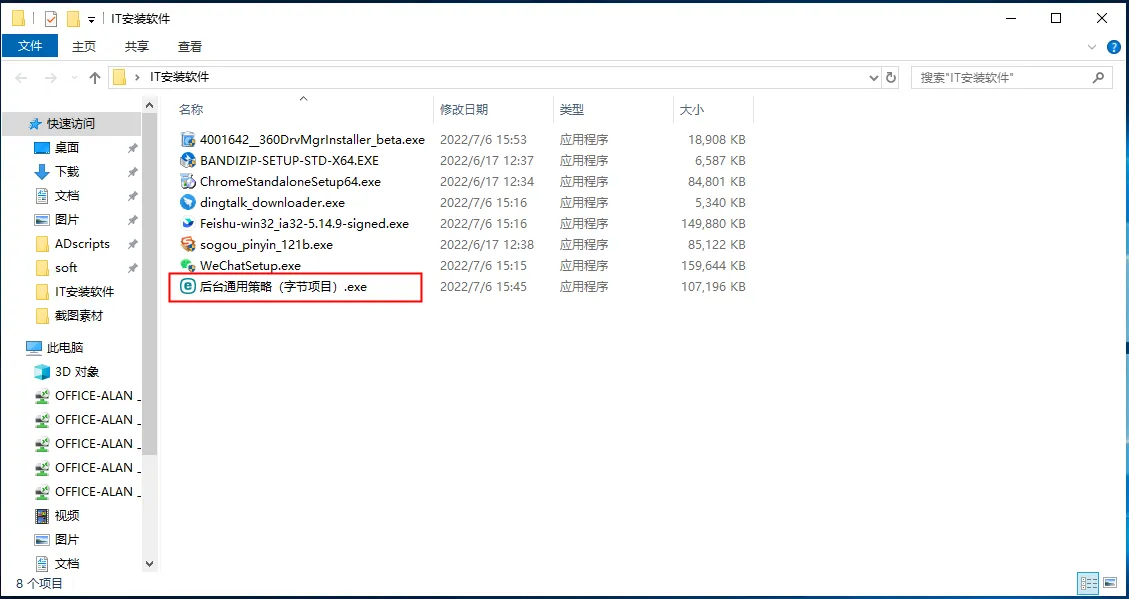 IT安装软件
文件 主页 共享 查看
IT安装软件 搜索"IT安装软件"
名称 修改日期 类型 大小
快速访问
桌面
下载
文档
图片
ADscripts
soft
IT安装软件
截图素材
此电脑
3D 对象
OFFICE-ALAN _
OFFICE-ALAN _
OFFICE-ALAN _
OFFICE-ALAN _
OFFICE-ALAN _
视频
图片
文档
4001642__360DrvMgrInstaller_beta.exe 2022/7/6 15:53 应用程序 18,908 KB
BANDIZIP-SETUP-STD-X64.EXE 2022/6/17 12:37 应用程序 6,587 KB
ChromeStandaloneSetup64.exe 2022/6/17 12:34 应用程序 84,801 KB
dingtalk_downloader.exe 2022/7/6 15:16 应用程序 5,340 KB
Feishu-win32_ia32-5.14.9-signed.exe 2022/7/6 15:16 应用程序 149,880 KB
sogou_pinyin_121b.exe 2022/6/17 12:38 应用程序 85,122 KB
WeChatSetup.exe 2022/7/6 15:15 应用程序 159,644 KB
后台通用策略（字节项目）.exe 2022/7/6 15:45 应用程序 107,196 KB
8 个项目